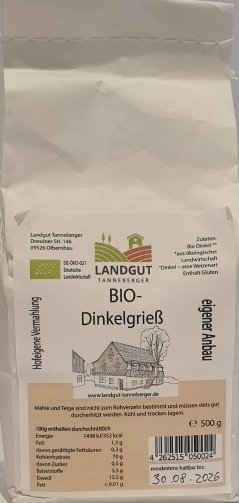 Landgut Tanneberger
Dresdner Str. 146
09526 Olbernhau
DE-ÖKO-021
Deutsche
Landwirtschaft
LANDGUT
TANNEBERGER
Zutaten:
Bio Dinkel *°
*aus ökologischer
Landwirtschaft
°Dinkel = eine Weizenart
Enthält Gluten
BIO-
Dinkelgrieß
Hofeigene Vermahlung
eigener Anbau
www.landgut-tanneberger.de
Mehle und Teige sind nicht zum Rohverzehr bestimmt und müssen stets gut
durcherhitzt werden. Kühl und trocken lagern.
℮ 500 g
100g enthalten durchschnittlich
Energie 1498 kJ/352 kcal
Fett 1,3 g
davon gesättigte Fettsäuren 0,3 g
Kohlenhydrate 70 g
davon Zucker 0,5 g
Balaststoffe 3,5 g
Eiweiß 13,5 g
Fett < 0,01 g
4 262515 050024
mindestens haltbar bis:
30.08.2026